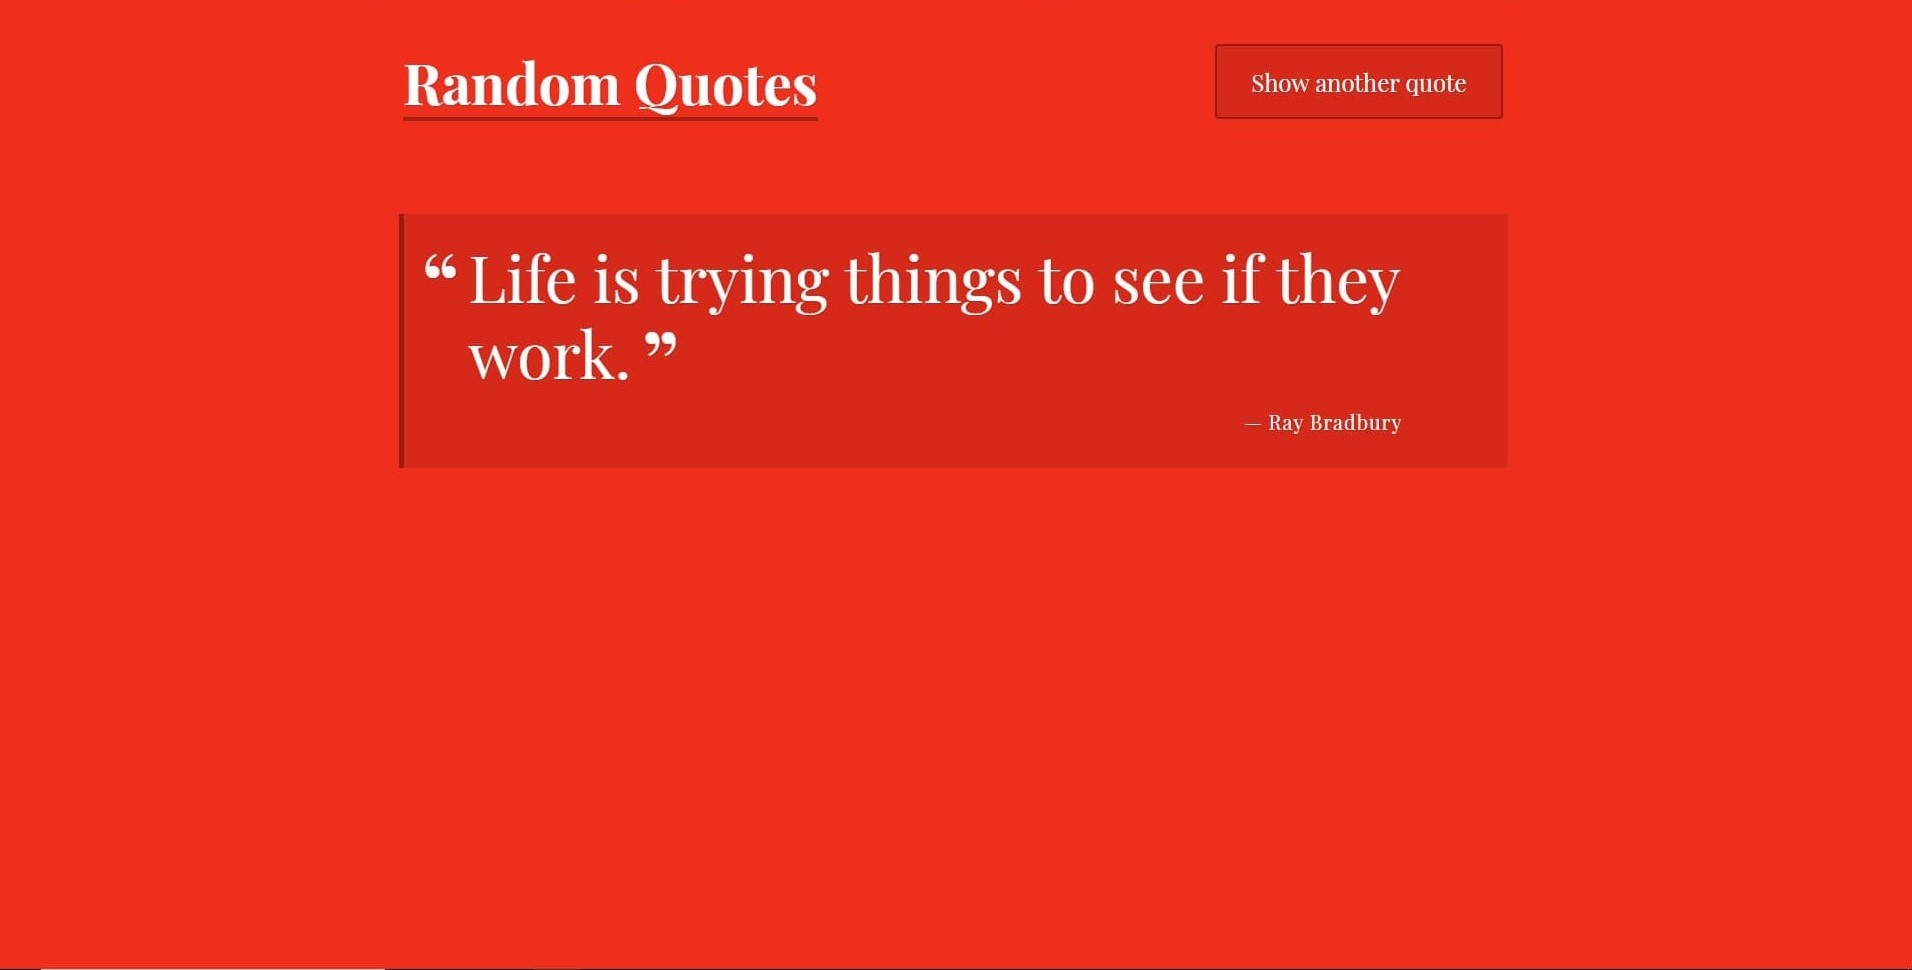 Random Quotes
Show another quote
“ Life is trying things to see if they
work. ”
— Ray Bradbury